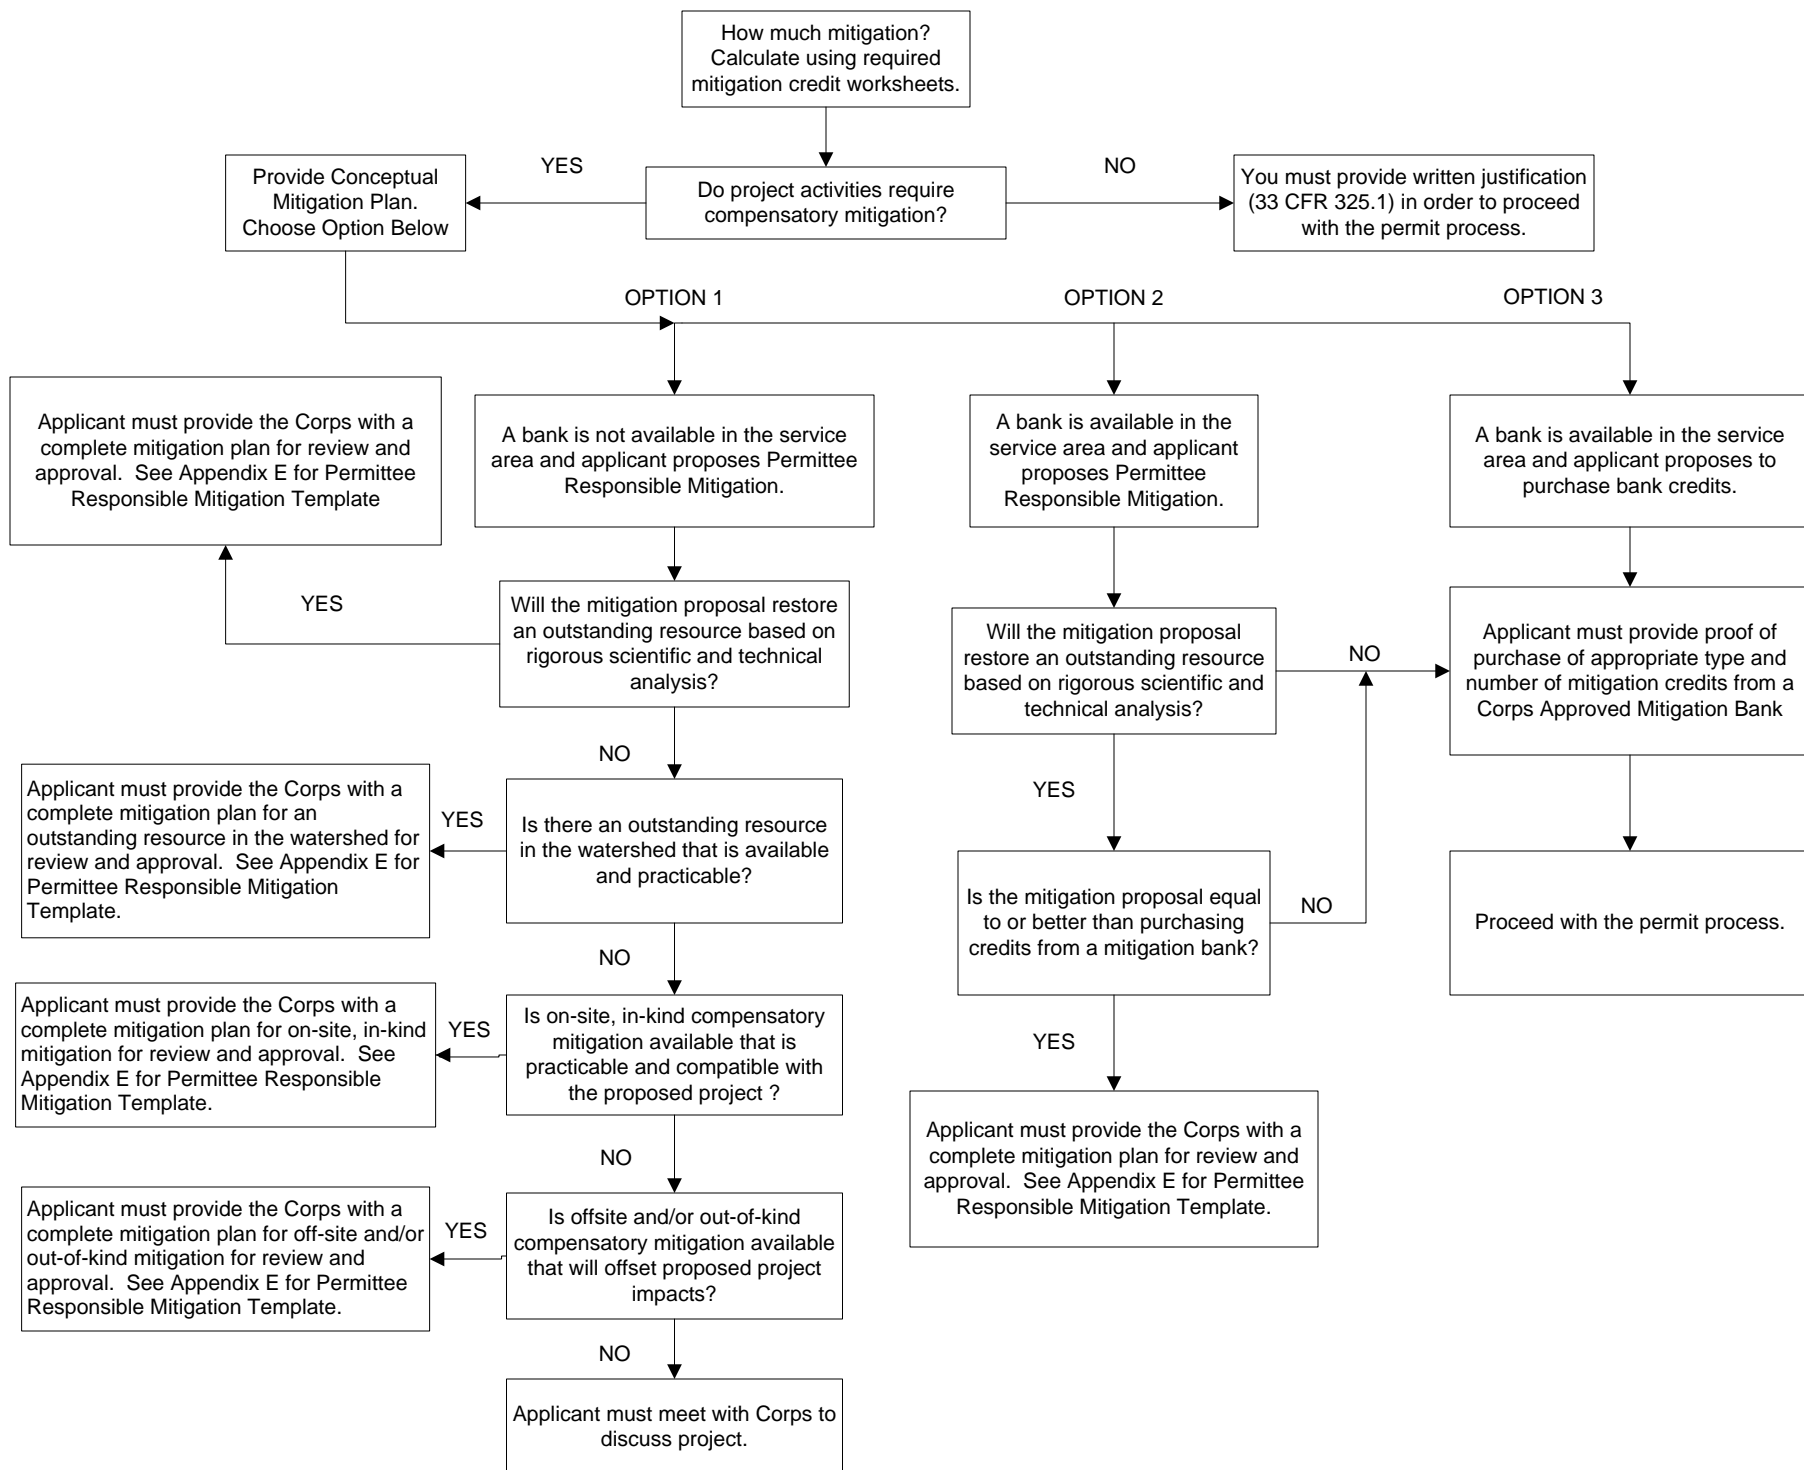 How much mitigation?
Calculate using required
mitigation credit worksheets.
YES
NO
Provide Conceptual
Mitigation Plan.
Choose Option Below
Do project activities require
compensatory mitigation?
You must provide written justification
(33 CFR 325.1) in order to proceed
with the permit process.
OPTION 1
OPTION 2
OPTION 3
Applicant must provide the Corps with a
complete mitigation plan for review and
approval.  See Appendix E for Permittee
Responsible Mitigation Template
A bank is not available in the service
area and applicant proposes Permittee
Responsible Mitigation.
A bank is available in the
service area and applicant
proposes Permittee
Responsible Mitigation.
A bank is available in the service
area and applicant proposes to
purchase bank credits.
YES
Will the mitigation proposal restore
an outstanding resource based on
rigorous scientific and technical
analysis?
Will the mitigation proposal
restore an outstanding resource
based on rigorous scientific and
technical analysis?
NO
Applicant must provide proof of
purchase of appropriate type and
number of mitigation credits from a
Corps Approved Mitigation Bank
NO
YES
Applicant must provide the Corps with a
complete mitigation plan for an
outstanding resource in the watershed for
review and approval.  See Appendix E for
Permittee Responsible Mitigation
Template.
YES
Is there an outstanding resource
in the watershed that is available
and practicable?
Is the mitigation proposal equal
to or better than purchasing
credits from a mitigation bank?
NO
Proceed with the permit process.
NO
YES
Applicant must provide the Corps with a
complete mitigation plan for on-site, in-kind
mitigation for review and approval.  See
Appendix E for Permittee Responsible
Mitigation Template.
YES
Is on-site, in-kind compensatory
mitigation available that is
practicable and compatible with
the proposed project ?
Applicant must provide the Corps with a
complete mitigation plan for review and
approval.  See Appendix E for Permittee
Responsible Mitigation Template.
NO
Applicant must provide the Corps with a
complete mitigation plan for off-site and/or
out-of-kind mitigation for review and
approval.  See Appendix E for Permittee
Responsible Mitigation Template.
YES
Is offsite and/or out-of-kind
compensatory mitigation available
that will offset proposed project
impacts?
NO
Applicant must meet with Corps to
discuss project.